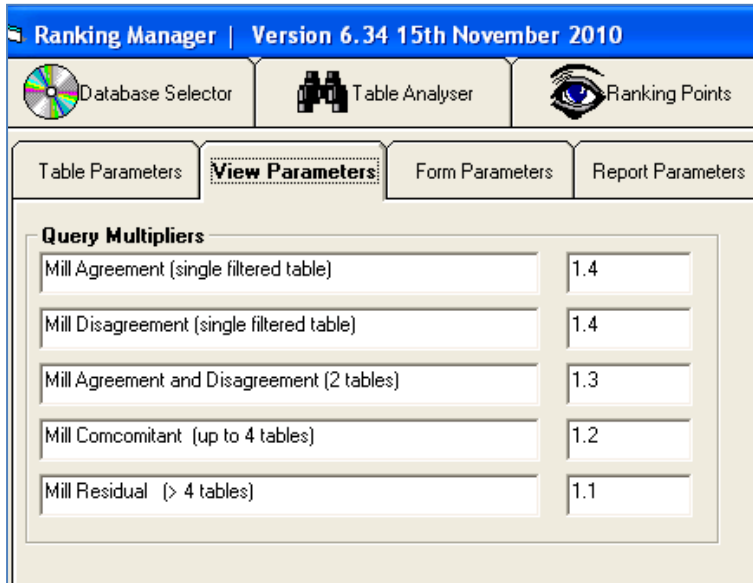 Ranking Manager | Version 6.34 15th November 2010
Database Selector Table Analyser Ranking Points
Table Parameters View Parameters Form Parameters Report Parameters
Query Multipliers
Mill Agreement (single filtered table) 1.4
Mill Disagreement (single filtered table) 1.4
Mill Agreement and Disagreement (2 tables) 1.3
Mill Comcomitant (up to 4 tables) 1.2
Mill Residual (> 4 tables) 1.1